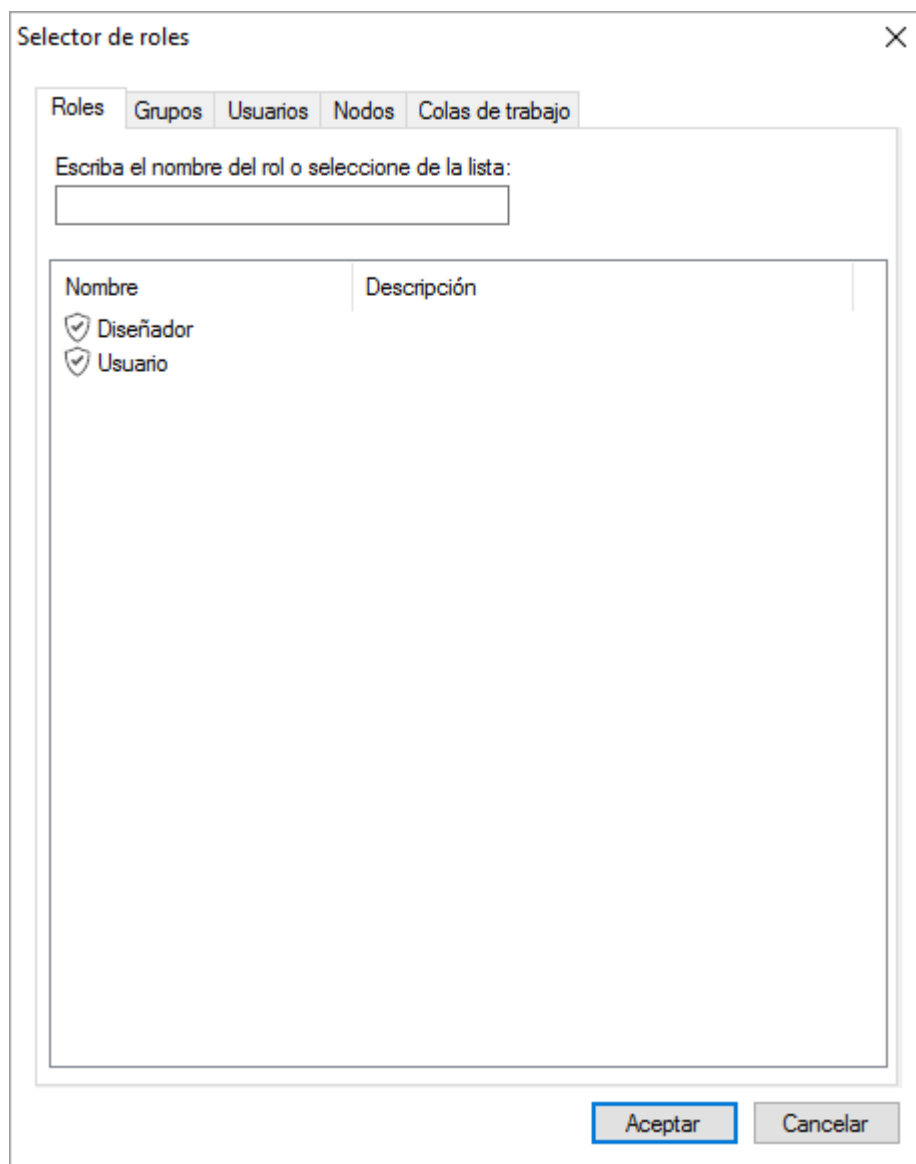 Selector de roles
Roles Grupos Usuarios Nodos Colas de trabajo
Escriba el nombre del rol o seleccione de la lista:
Nombre Descripción
Diseñador
Usuario
Aceptar Cancelar